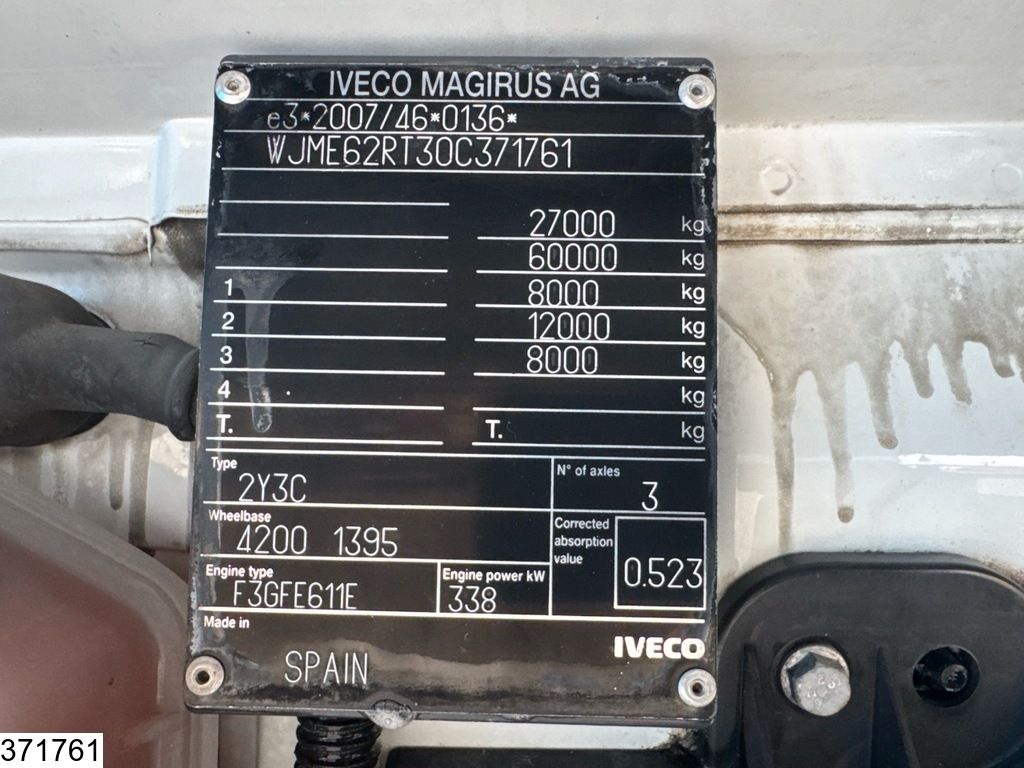 IVECO MAGIRUS AG
e3*2007/46*0136*
WJME62RT30C371761
27000 kg
60000 kg
1 8000 kg
2 12000 kg
3 8000 kg
4 kg
T. T. kg
Type N° of axles
2Y3C 3
Wheelbase Corrected absorption value
4200 1395 0.523
Engine type Engine power kW
F3GFE611E 338
Made in
IVECO
SPAIN
371761